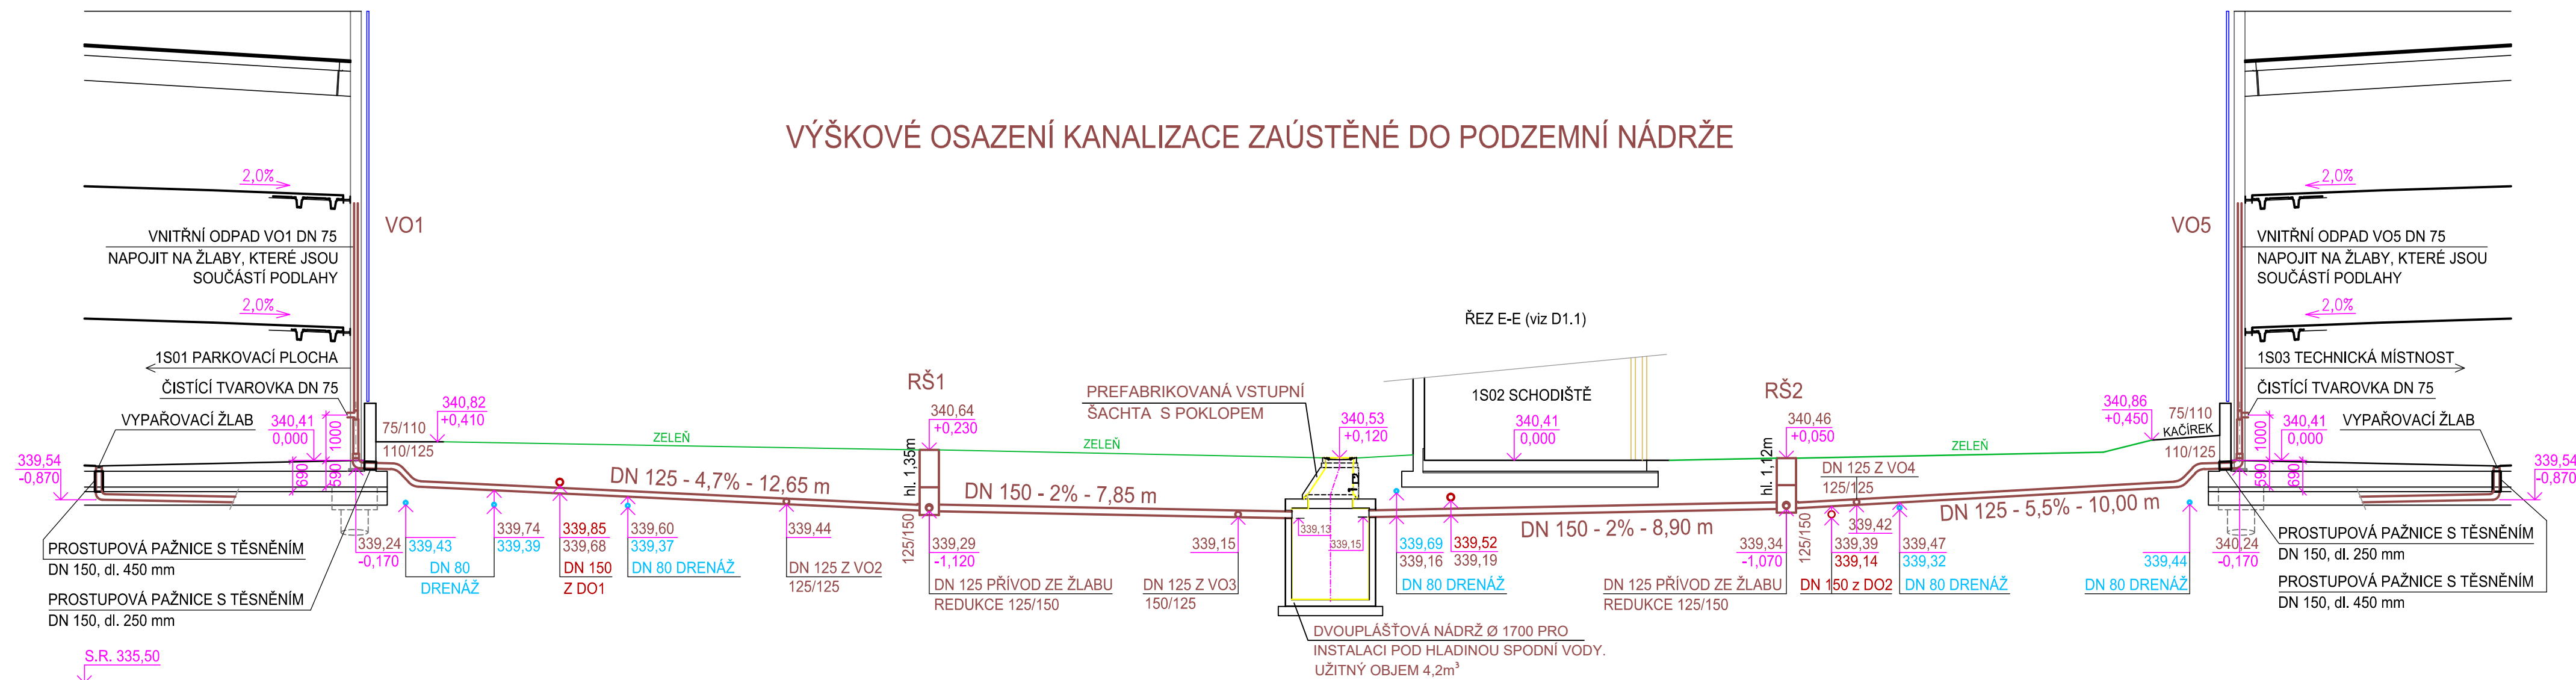 VÝŠKOVÉ OSAZENÍ KANALIZACE ZAÚSTĚNÉ DO PODZEMNÍ NÁDRŽE
2,0%
VO1
VNITŘNÍ ODPAD VO1 DN 75
NAPOJIT NA ŽLABY, KTERÉ JSOU
SOUČÁSTÍ PODLAHY
2,0%
1S01 PARKOVACÍ PLOCHA
ČISTÍCÍ TVAROVKA DN 75
VYPAŘOVACÍ ŽLAB
340,41
0,000
1000
690
590
75/110
110/125
340,82
+0,410
339,54
-0,870
PROSTUPOVÁ PAŽNICE S TĚSNĚNÍM
DN 150, dl. 450 mm
PROSTUPOVÁ PAŽNICE S TĚSNĚNÍM
DN 150, dl. 250 mm
S.R. 335,50
339,24
-0,170
339,43
DN 80
DRENÁŽ
339,74
339,39
339,85
339,68
DN 150
Z DO1
339,60
339,37
DN 80 DRENÁŽ
ZELEŇ
DN 125 - 4,7% - 12,65 m
339,44
DN 125 Z VO2
125/125
RŠ1
340,64
+0,230
hl. 1,35m
125/150
339,29
-1,120
DN 125 PŘÍVOD ZE ŽLABU
REDUKCE 125/150
ZELEŇ
DN 150 - 2% - 7,85 m
339,15
DN 125 Z VO3
150/125
PREFABRIKOVANÁ VSTUPNÍ
ŠACHTA S POKLOPEM
340,53
+0,120
339,13
339,15
DVOUPLÁŠŤOVÁ NÁDRŽ Ø 1700 PRO
INSTALACI POD HLADINOU SPODNÍ VODY.
UŽITNÝ OBJEM 4,2m³
ŘEZ E-E (viz D1.1)
1S02 SCHODIŠTĚ
340,41
0,000
339,69
339,16
DN 80 DRENÁŽ
339,52
339,19
DN 150 - 2% - 8,90 m
RŠ2
340,46
+0,050
hl. 1,12m
125/150
339,34
-1,070
DN 125 PŘÍVOD ZE ŽLABU
REDUKCE 125/150
DN 125 Z VO4
125/125
339,42
339,39
339,14
DN 150 z DO2
339,47
339,32
DN 80 DRENÁŽ
ZELEŇ
DN 125 - 5,5% - 10,00 m
339,44
DN 80 DRENÁŽ
340,24
-0,170
340,86
+0,450
75/110
KAČÍREK
110/125
2,0%
VO5
VNITŘNÍ ODPAD VO5 DN 75
NAPOJIT NA ŽLABY, KTERÉ JSOU
SOUČÁSTÍ PODLAHY
2,0%
1S03 TECHNICKÁ MÍSTNOST
ČISTÍCÍ TVAROVKA DN 75
VYPAŘOVACÍ ŽLAB
340,41
0,000
1000
590
690
339,54
-0,870
PROSTUPOVÁ PAŽNICE S TĚSNĚNÍM
DN 150, dl. 250 mm
PROSTUPOVÁ PAŽNICE S TĚSNĚNÍM
DN 150, dl. 450 mm